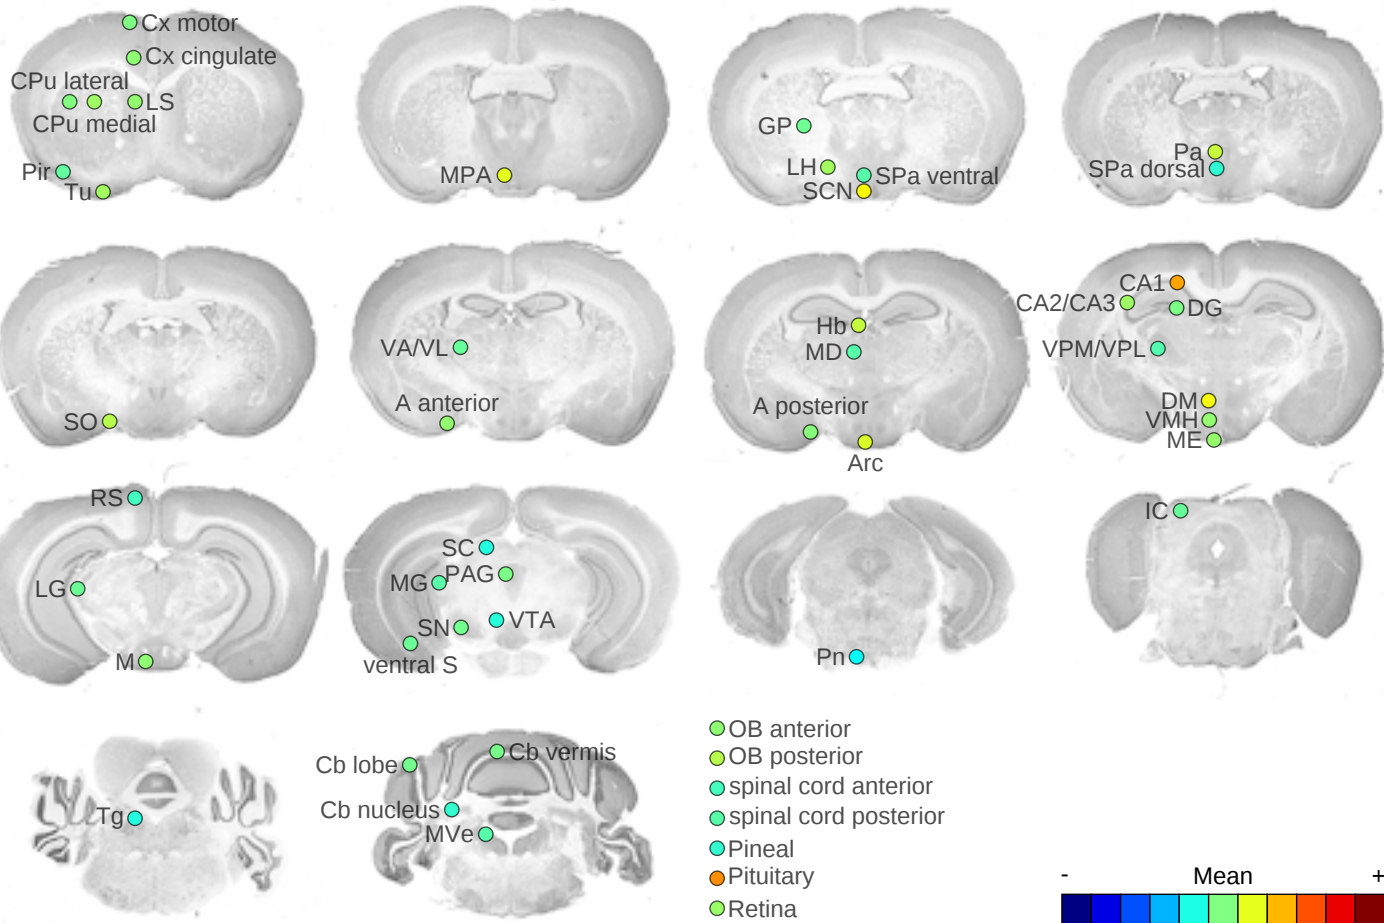 Cx motor
Cx cingulate
CPu lateral
LS
CPu medial
Pir
Tu
MPA
GP
LH
SPa ventral
SCN
Pa
SPa dorsal
SO
VA/VL
A anterior
Hb
MD
A posterior
Arc
CA1
CA2/CA3
DG
VPM/VPL
DM
VMH
ME
RS
LG
M
SC
MG
PAG
SN
VTA
ventral S
Pn
IC
Tg
Cb lobe
Cb vermis
Cb nucleus
MVe
OB anterior
OB posterior
spinal cord anterior
spinal cord posterior
Pineal
Pituitary
Retina
- Mean +